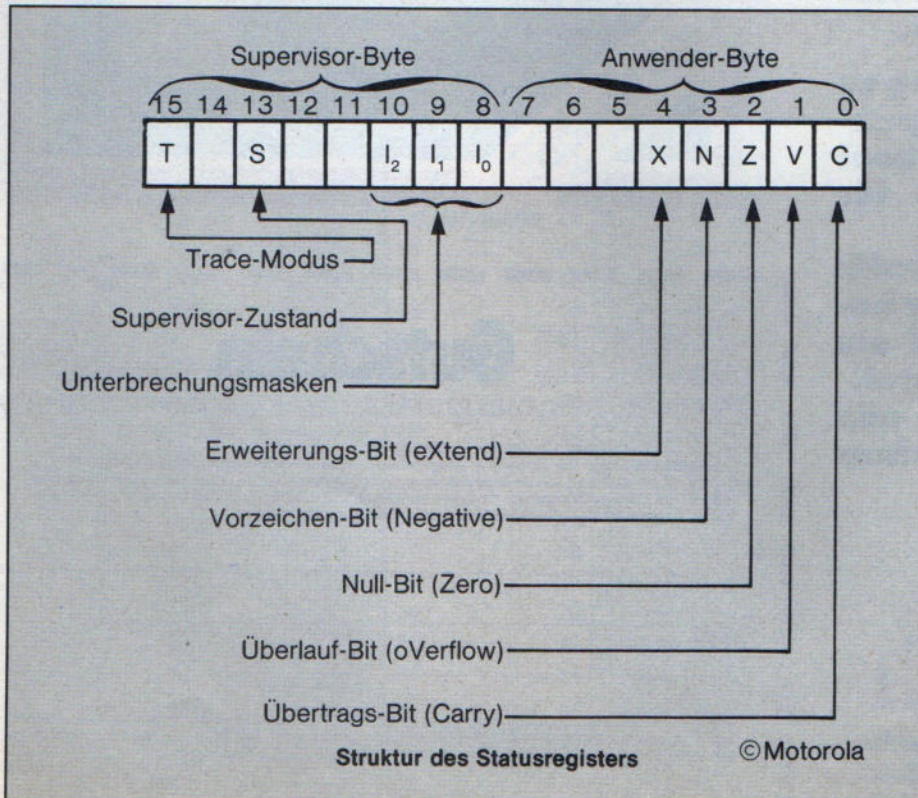 Supervisor-Byte Anwender-Byte
15 14 13 12 11 10 9 8 7 6 5 4 3 2 1 0
T S I₂ I₁ I₀ X N Z V C
Trace-Modus
Supervisor-Zustand
Unterbrechungsmasken
Erweiterungs-Bit (eXtend)
Vorzeichen-Bit (Negative)
Null-Bit (Zero)
Überlauf-Bit (oVerflow)
Übertrags-Bit (Carry)
Struktur des Statusregisters ©Motorola